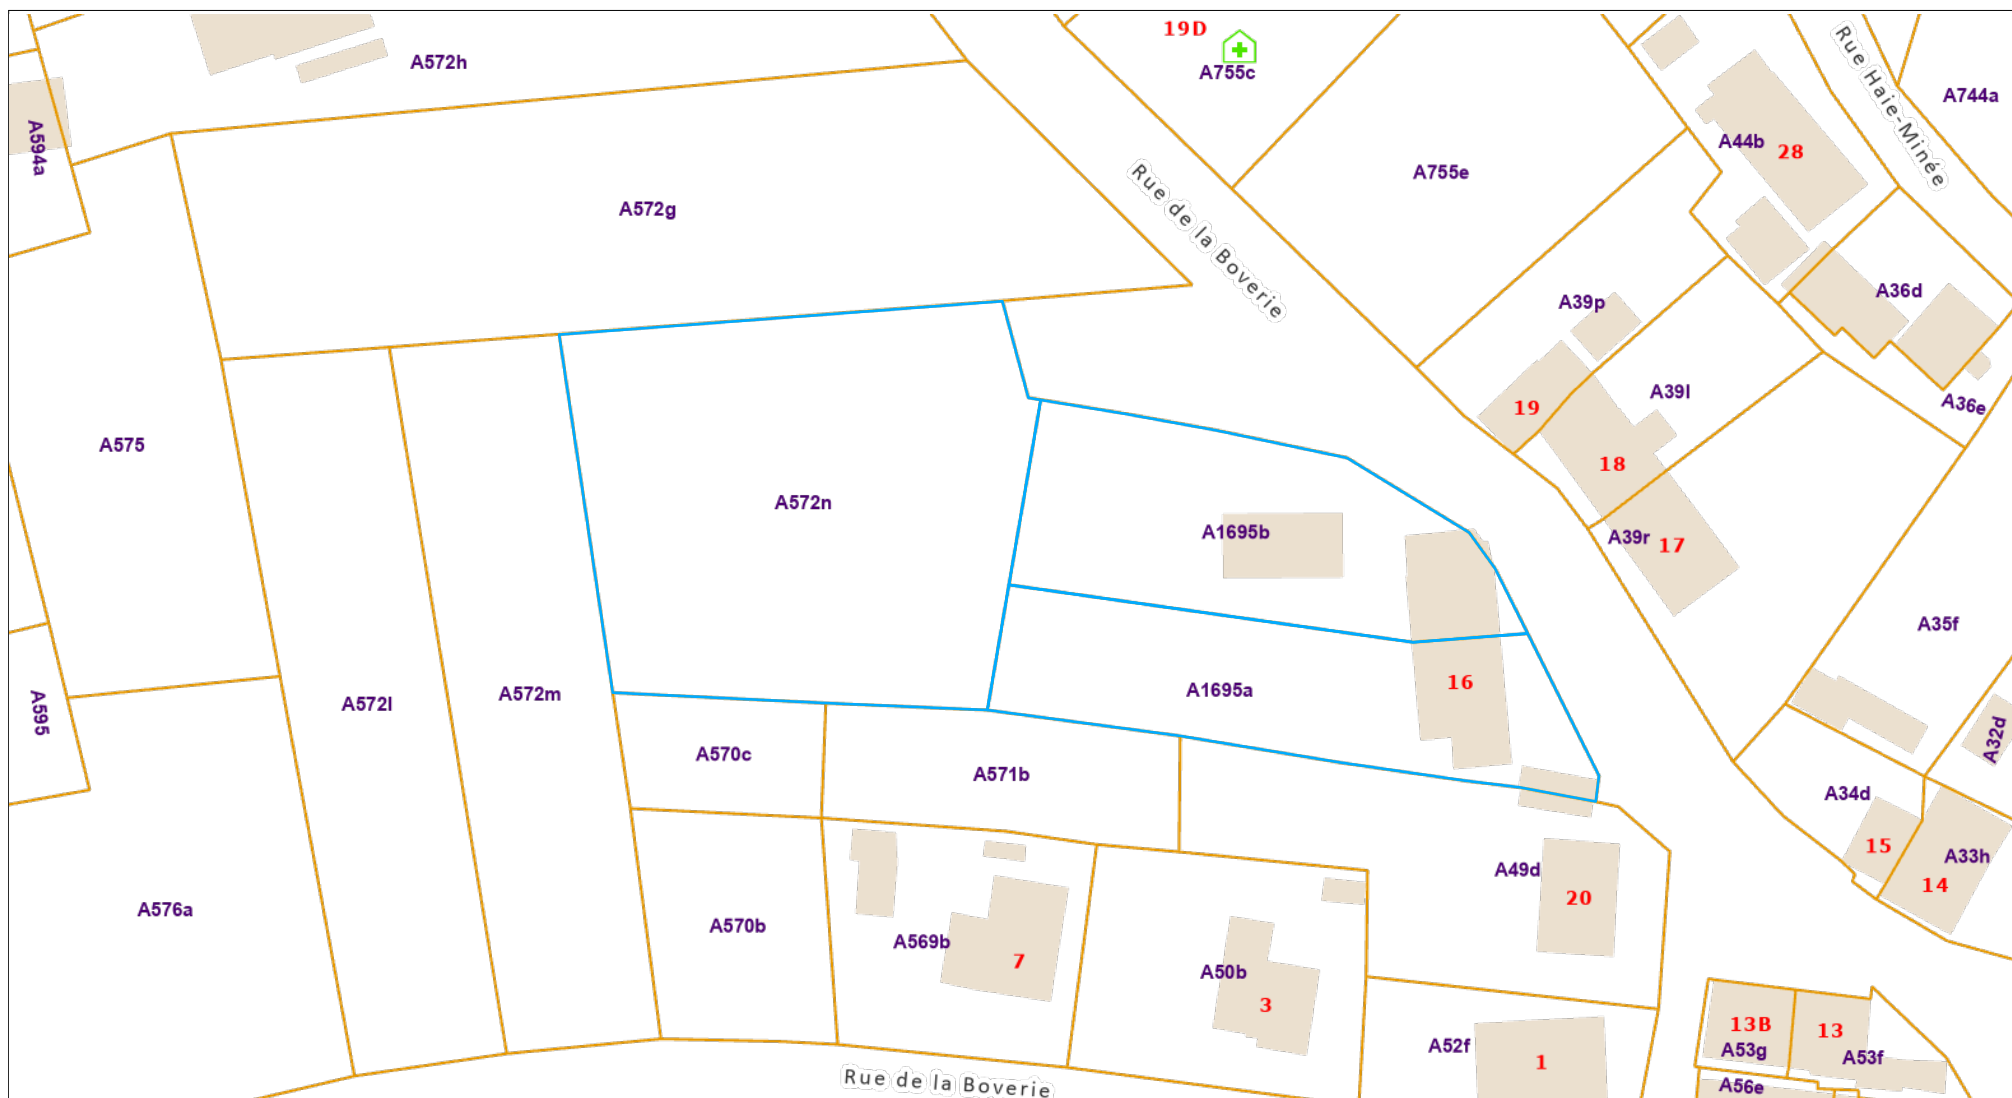 19D
A572h
A755c
Rue Haie-Minée
A744a
A594a
A44b
28
A755e
A572g
Rue de la Boverie
A36d
A39p
A39l
A36e
19
A575
18
A572n
A1695b
A39r
17
A35f
A1695a
16
A572m
A572l
A595
A32d
A570c
A571b
A34d
15
A33h
14
A49d
20
A576a
A570b
A569b
7
A50b
3
13B
13
A53g
A53f
A52f
1
Rue de la Boverie
A56e